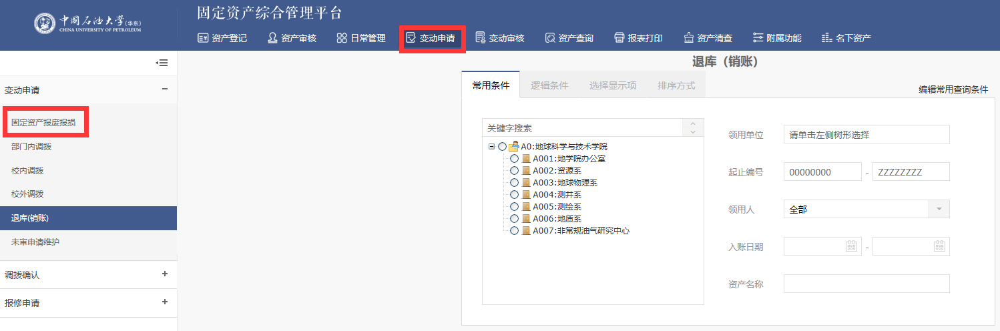 中国石油大学(华东)
CHINA UNIVERSITY OF PETROLEUM
固定资产综合管理平台
资产登记 资产审核 日常管理 变动申请 变动审核 资产查询 报表打印 资产清查 附属功能 名下资产
变动申请
固定资产报废报损
部门内调拨
校内调拨
校外调拨
退库(销账)
未审申请维护
调拨确认
报修申请
退库（销账）
常用条件 逻辑条件 选择显示项 排序方式
编辑常用查询条件
关键字搜索
A0:地球科学与技术学院
A001:地学院办公室
A002:资源系
A003:地球物理系
A004:测井系
A005:测绘系
A006:地质系
A007:非常规油气研究中心
领用单位 请单击左侧树形选择
起止编号 00000000 - ZZZZZZZZ
领用人 全部
入账日期 -
资产名称